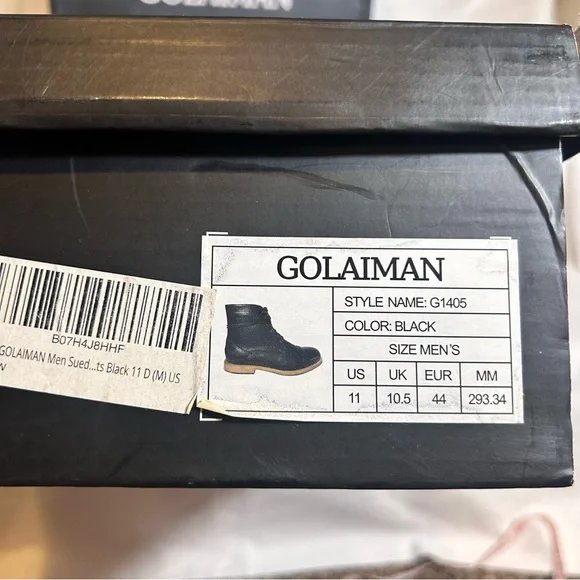 GOLAIMAN
GOLAIMAN
STYLE NAME: G1405
COLOR: BLACK
SIZE MEN'S
US UK EUR MM
11 10.5 44 293.34
B07H4J8HHF
GOLAIMAN Men Sued...ts Black 11 D (M) US